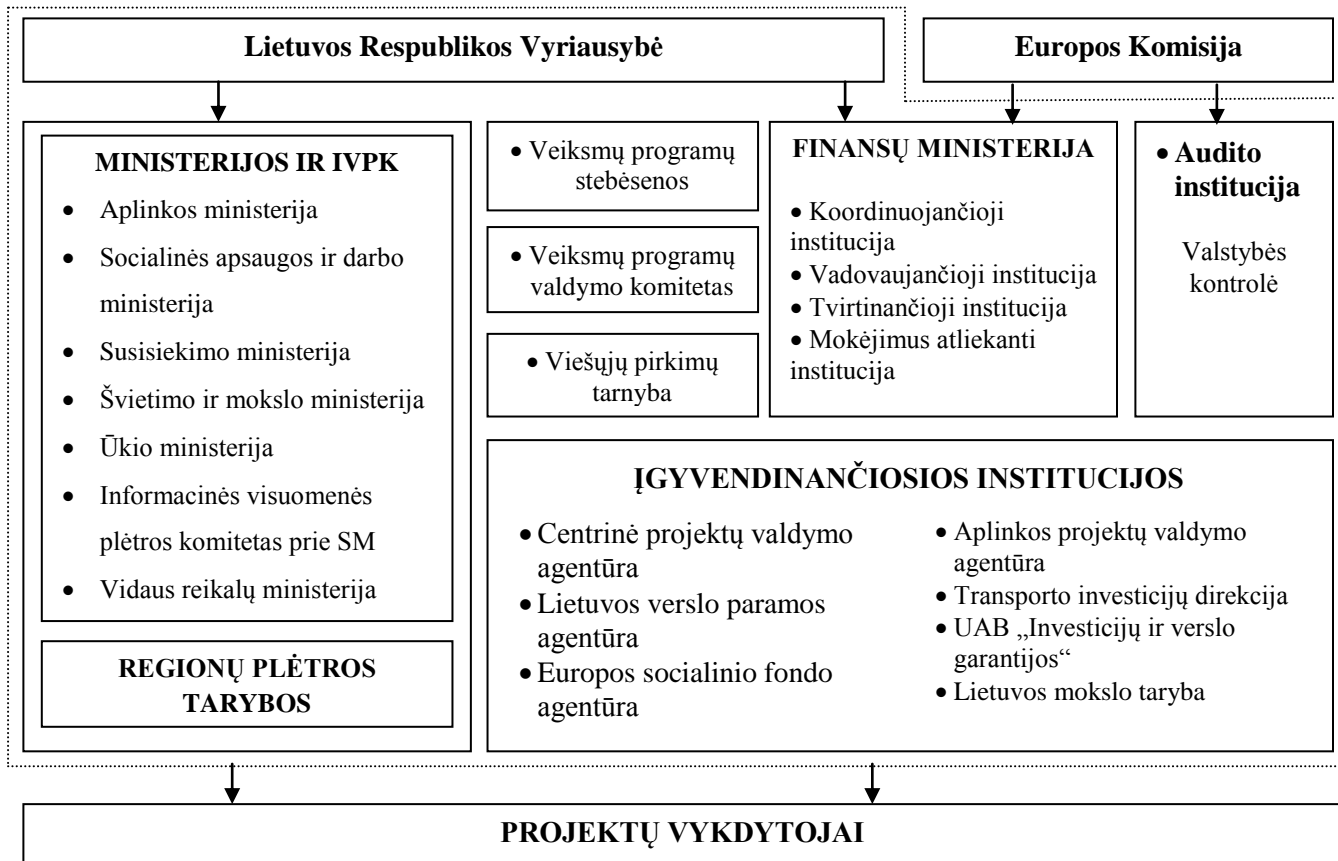 Lietuvos Respublikos Vyriausybė
Europos Komisija
MINISTERIJOS IR IVPK
• Aplinkos ministerija
• Socialinės apsaugos ir darbo
ministerija
• Susisiekimo ministerija
• Švietimo ir mokslo ministerija
• Ūkio ministerija
• Informacinės visuomenės
plėtros komitetas prie SM
• Vidaus reikalų ministerija
REGIONŲ PLĖTROS
TARYBOS
• Veiksmų programų
stebėsenos
• Veiksmų programų
valdymo komitetas
• Viešųjų pirkimų
tarnyba
FINANSŲ MINISTERIJA
• Koordinuojančioji
institucija
• Vadovaujančioji institucija
• Tvirtinančioji institucija
• Mokėjimus atliekanti
institucija
• Audito
institucija
Valstybės
kontrolė
ĮGYVENDINANČIOSIOS INSTITUCIJOS
• Centrinė projektų valdymo
agentūra
• Lietuvos verslo paramos
agentūra
• Europos socialinio fondo
agentūra
• Aplinkos projektų valdymo
agentūra
• Transporto investicijų direkcija
• UAB „Investicijų ir verslo
garantijos“
• Lietuvos mokslo taryba
PROJEKTŲ VYKDYTOJAI